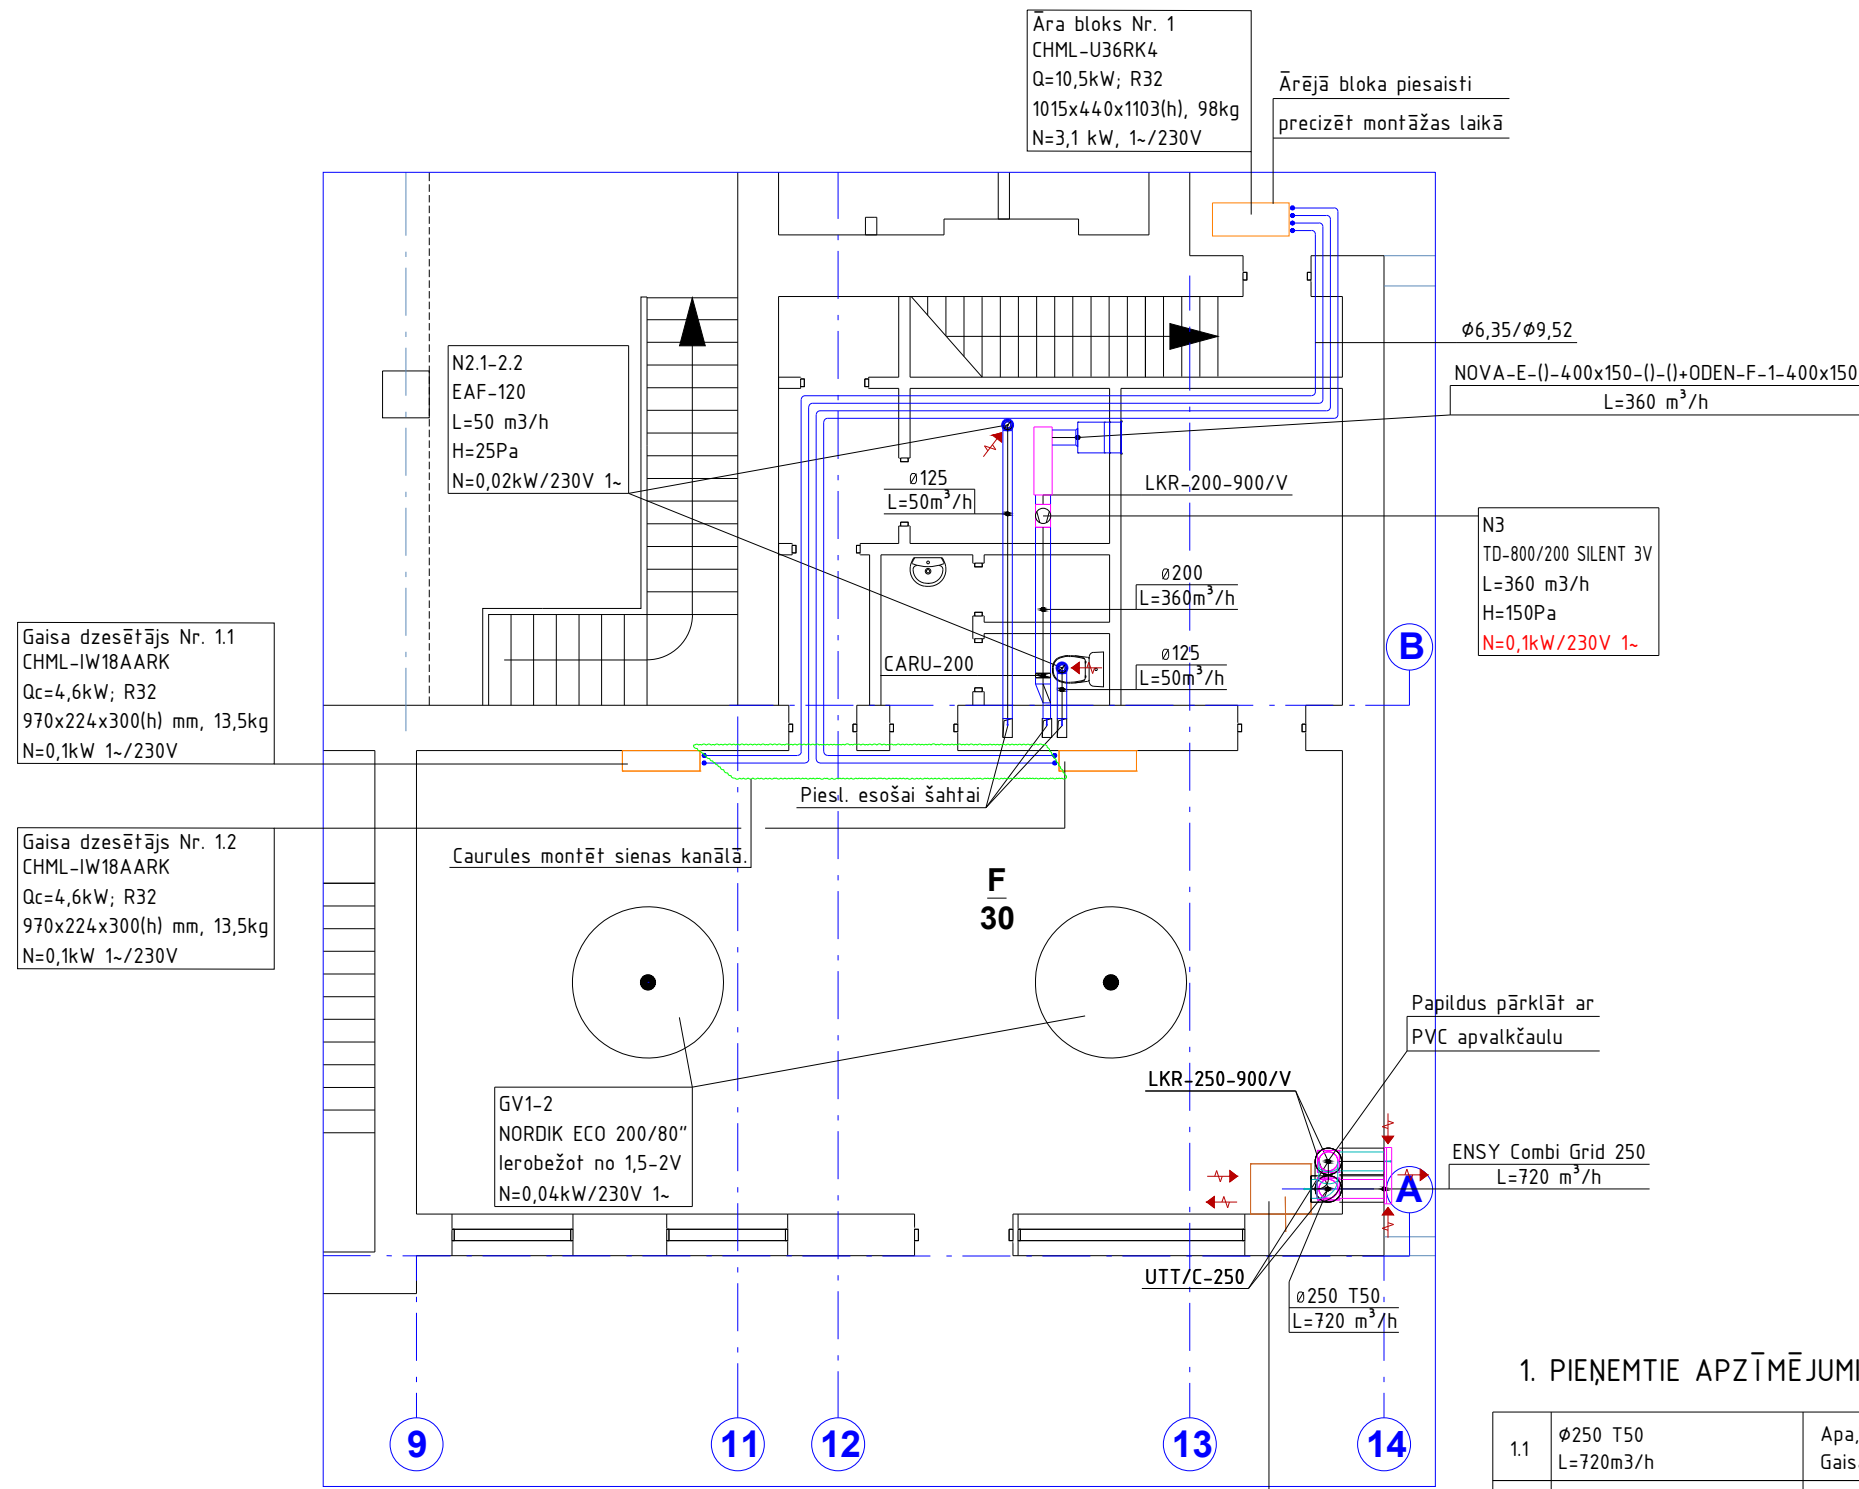 Āra bloks Nr. 1
CHML-U36RK4
Q=10,5kW; R32
1015x440x1103(h), 98kg
N=3,1 kW, 1~/230V
Ārējā bloka piesaisti
precizēt montāžas laikā
Ø6,35/Ø9,52
NOVA-E-()-400x150-()-()+ODEN-F-1-400x150
L=360 m³/h
N2.1-2.2
EAF-120
L=50 m3/h
H=25Pa
N=0,02kW/230V 1~
Ø125
L=50m³/h
LKR-200-900/V
N3
TD-800/200 SILENT 3V
L=360 m3/h
H=150Pa
N=0,1kW/230V 1~
Ø200
L=360m³/h
Ø125
L=50m³/h
CARU-200
B
Gaisa dzesētājs Nr. 1.1
CHML-IW18AARK
Qc=4,6kW; R32
970x224x300(h) mm, 13,5kg
N=0,1kW 1~/230V
Piesl. esošai šahtai
Gaisa dzesētājs Nr. 1.2
CHML-IW18AARK
Qc=4,6kW; R32
970x224x300(h) mm, 13,5kg
N=0,1kW 1~/230V
Caurules montēt sienas kanālā.
F
30
Papildus pārklāt ar
PVC apvalkčaulu
LKR-250-900/V
GV1-2
NORDIK ECO 200/80"
Ierobežot no 1,5-2V
N=0,04kW/230V 1~
ENSY Combi Grid 250
L=720 m³/h
A
UTT/C-250
Ø250 T50
L=720 m³/h
9
11
12
13
14
1. PIEŅEMTIE APZĪMĒJUMI
1.1
Ø250 T50
L=720m3/h